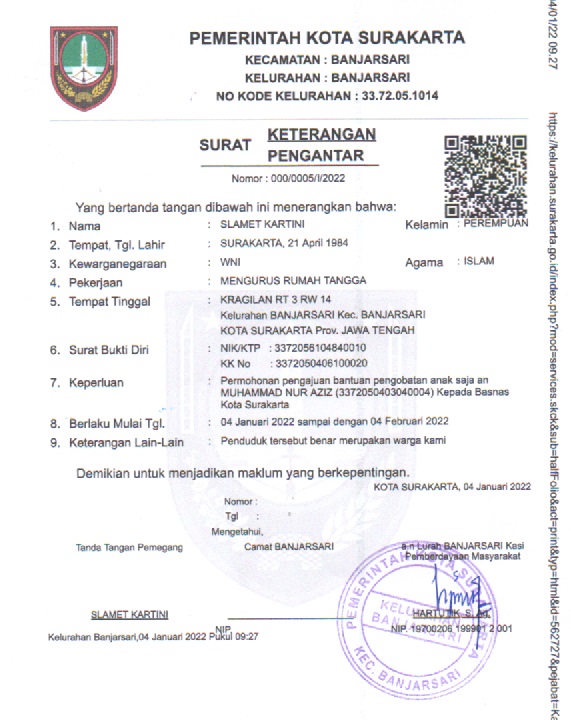 PEMERINTAH KOTA SURAKARTA
KECAMATAN : BANJARSARI
KELURAHAN : BANJARSARI
NO KODE KELURAHAN : 33.72.05.1014
SURAT KETERANGAN
PENGANTAR
Nomor : 000/0005/I/2022
Yang bertanda tangan dibawah ini menerangkan bahwa:
1. Nama : SLAMET KARTINI Kelamin : PEREMPUAN
2. Tempat, Tgl. Lahir : SURAKARTA, 21 April 1984
3. Kewarganegaraan : WNI Agama : ISLAM
4. Pekerjaan : MENGURUS RUMAH TANGGA
5. Tempat Tinggal : KRAGILAN RT 3 RW 14
Kelurahan BANJARSARI Kec. BANJARSARI
KOTA SURAKARTA Prov. JAWA TENGAH
6. Surat Bukti Diri : NIK/KTP : 3372056104840010
KK No : 3372050406100020
7. Keperluan : Permohonan pengajuan bantuan pengobatan anak saja an
MUHAMMAD NUR AZIZ (3372050403040004) Kepada Basnas
Kota Surakarta
8. Berlaku Mulai Tgl. : 04 Januari 2022 sampai dengan 04 Februari 2022
9. Keterangan Lain-Lain : Penduduk tersebut benar merupakan warga kami
Demikian untuk menjadikan maklum yang berkepentingan.
KOTA SURAKARTA, 04 Januari 2022
Nomor :
Tgl :
Mengetahui,
Tanda Tangan Pemegang Camat BANJARSARI a.n Lurah BANJARSARI Kasi
Pemberdayaan Masyarakat
SLAMET KARTINI HARTUTIK, S. Ag,
NIP. NIP. 19700206 199901 2 001
Kelurahan Banjarsari,04 Januari 2022 Pukul 09:27
PEMERINTAH KOTA SURAKARTA
KELURAHAN
BANJARSARI
KEC. BANJARSARI
4/01/22 09.27
https://kelurahan.surakarta.go.id/index.php?mod=services.skck&sub=halfFolio&act=print&typ=html&id=562727&pejabat=Ka